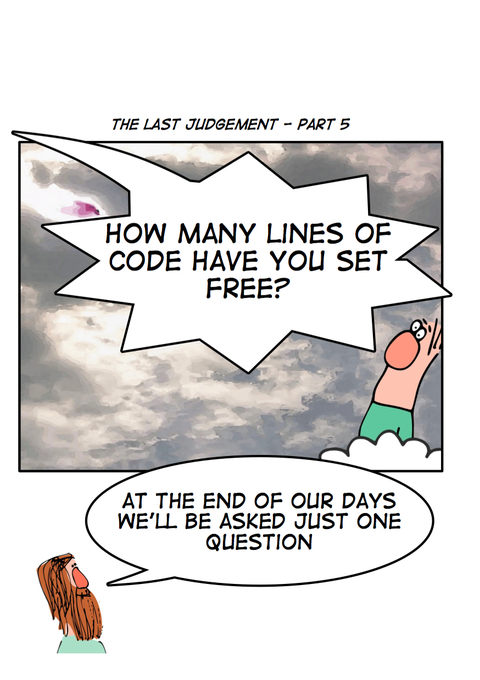 THE LAST JUDGEMENT - PART 5
HOW MANY LINES OF
CODE HAVE YOU SET
FREE?
AT THE END OF OUR DAYS
WE'LL BE ASKED JUST ONE
QUESTION